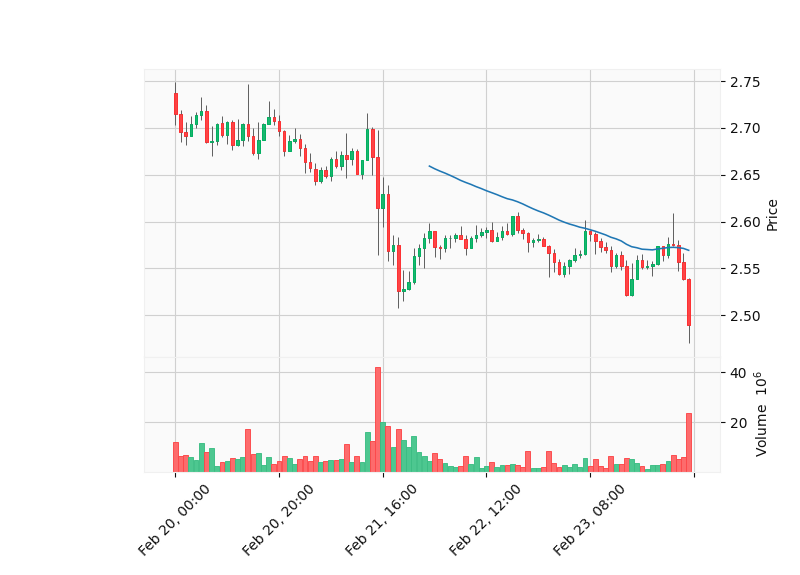 2.75
2.70
2.65
2.60
2.55
2.50
Price
40
20
Volume 10^6
Feb 20, 00:00
Feb 20, 20:00
Feb 21, 16:00
Feb 22, 12:00
Feb 23, 08:00